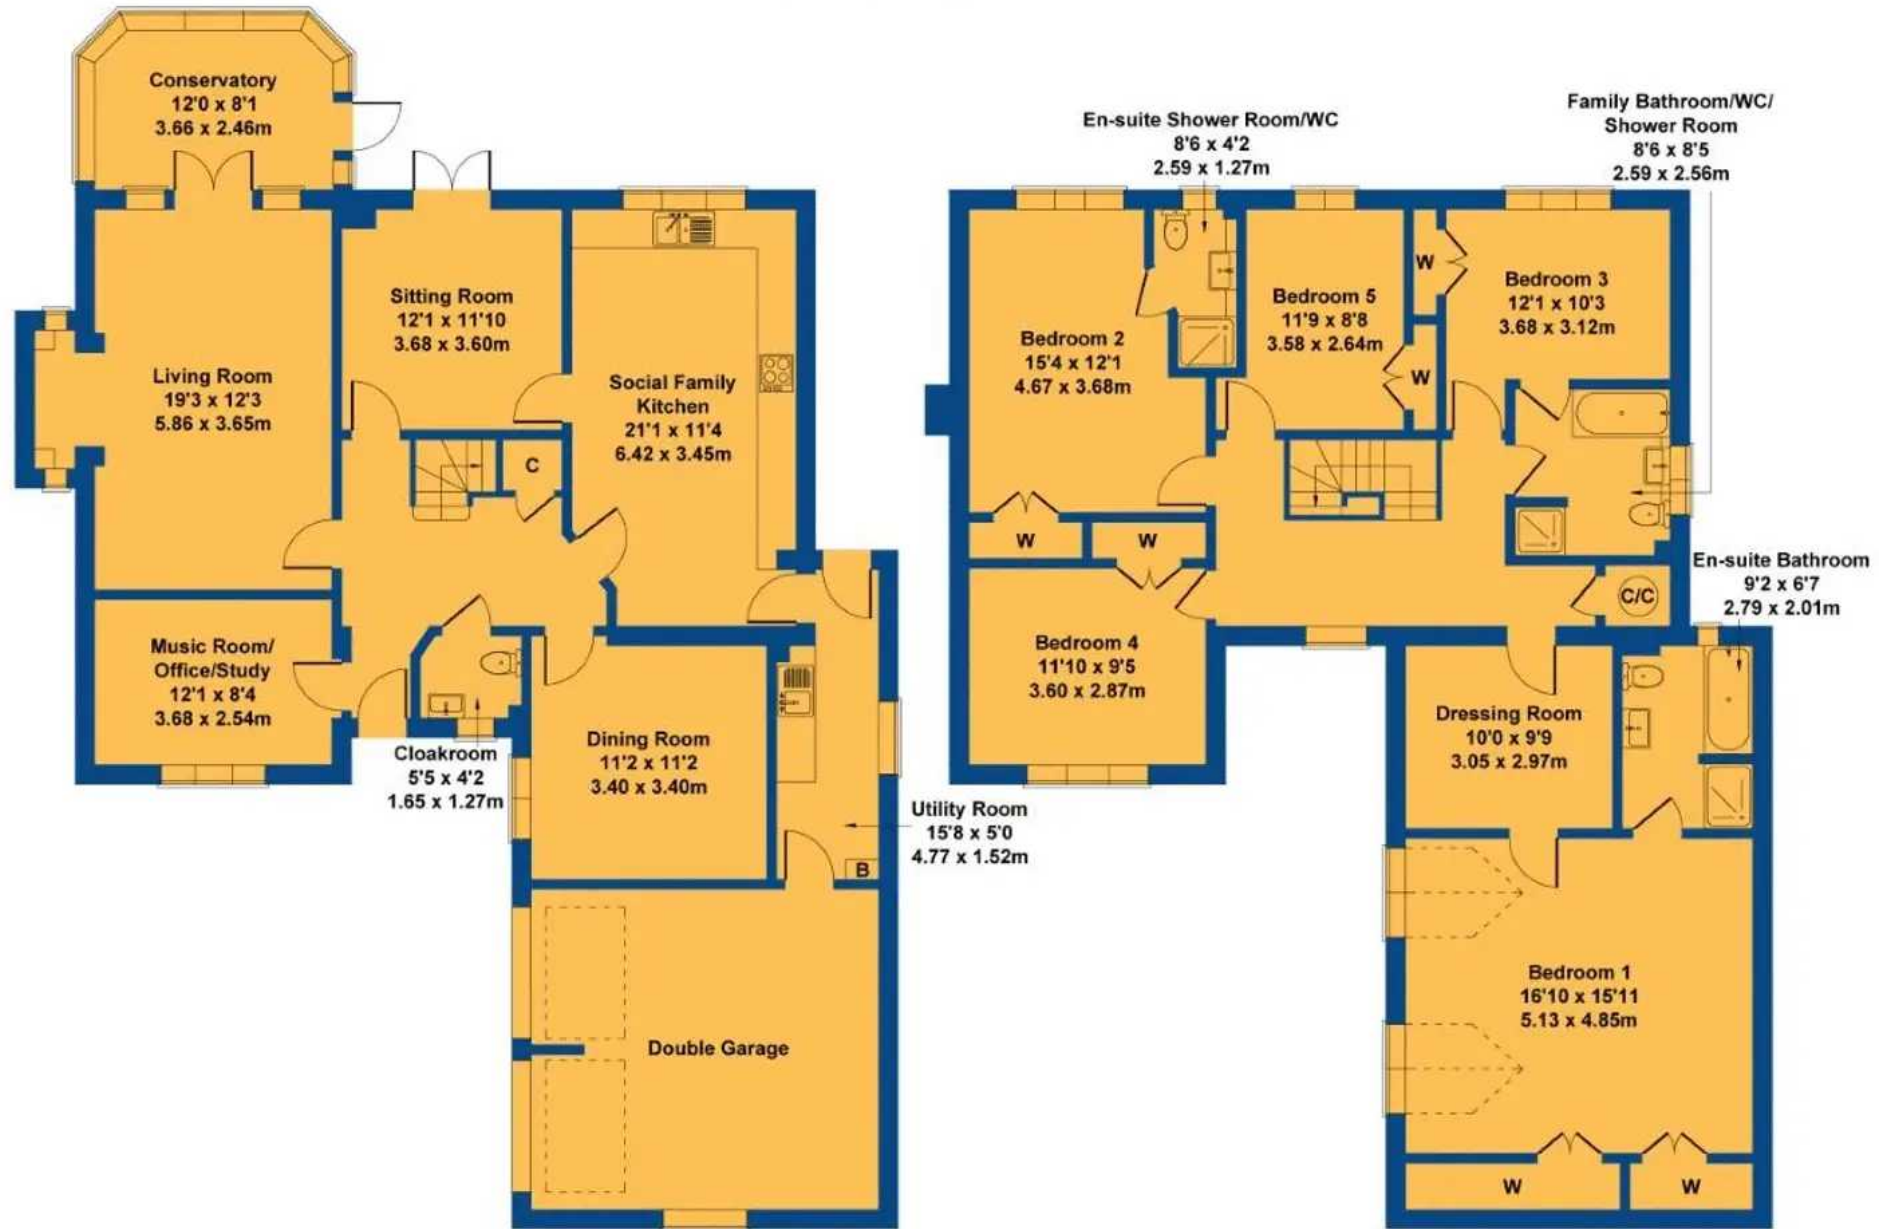 Conservatory
12'0 x 8'1
3.66 x 2.46m
Sitting Room
12'1 x 11'10
3.68 x 3.60m
Living Room
19'3 x 12'3
5.86 x 3.65m
Social Family
Kitchen
21'1 x 11'4
6.42 x 3.45m
C
Music Room/
Office/Study
12'1 x 8'4
3.68 x 2.54m
Cloakroom
5'5 x 4'2
1.65 x 1.27m
Dining Room
11'2 x 11'2
3.40 x 3.40m
Utility Room
15'8 x 5'0
4.77 x 1.52m
B
Double Garage
En-suite Shower Room/WC
8'6 x 4'2
2.59 x 1.27m
Family Bathroom/WC/
Shower Room
8'6 x 8'5
2.59 x 2.56m
Bedroom 2
15'4 x 12'1
4.67 x 3.68m
Bedroom 5
11'9 x 8'8
3.58 x 2.64m
W
W
Bedroom 3
12'1 x 10'3
3.68 x 3.12m
W
W
Bedroom 4
11'10 x 9'5
3.60 x 2.87m
C/C
En-suite Bathroom
9'2 x 6'7
2.79 x 2.01m
Dressing Room
10'0 x 9'9
3.05 x 2.97m
Bedroom 1
16'10 x 15'11
5.13 x 4.85m
W
W